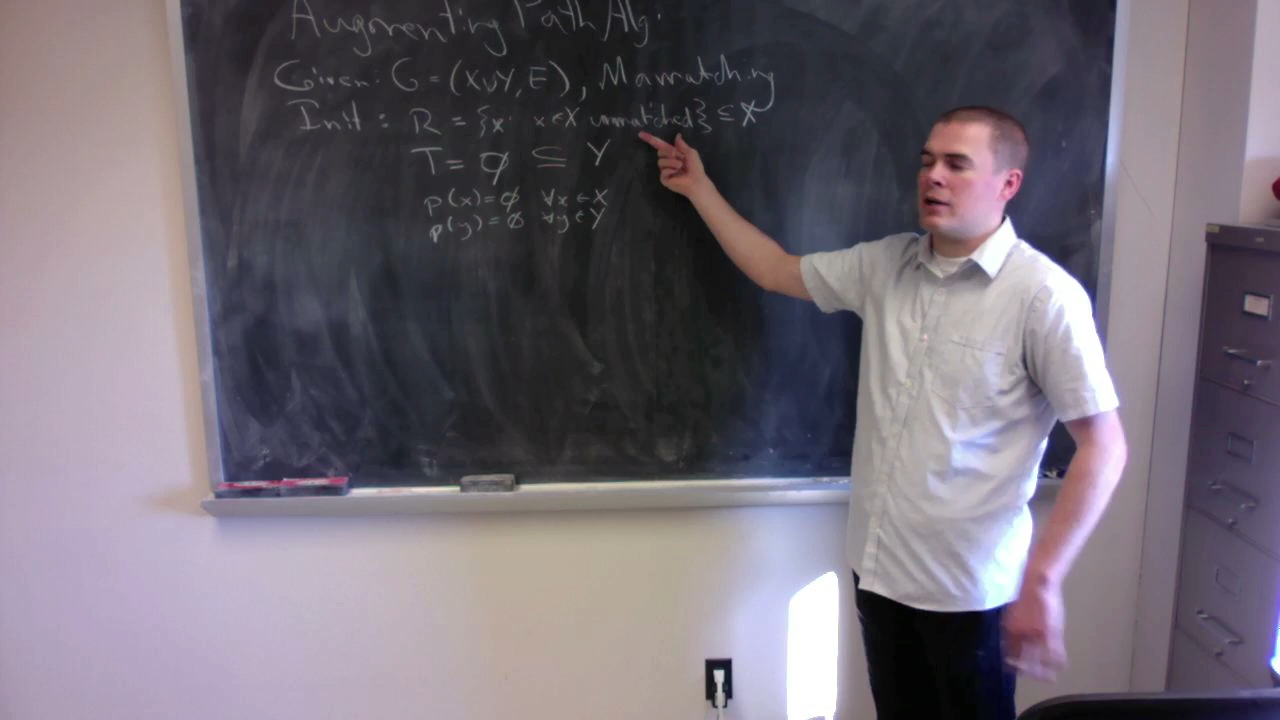 Augmenting Path Alg:
Given: G = (X∪Y, E), M a matching
Init: R = {x: x∈X unmatched} ⊆ X
T = ∅ ⊆ Y
p(x) = ∅ ∀x ∈ X
p(y) = ∅ ∀y ∈ Y